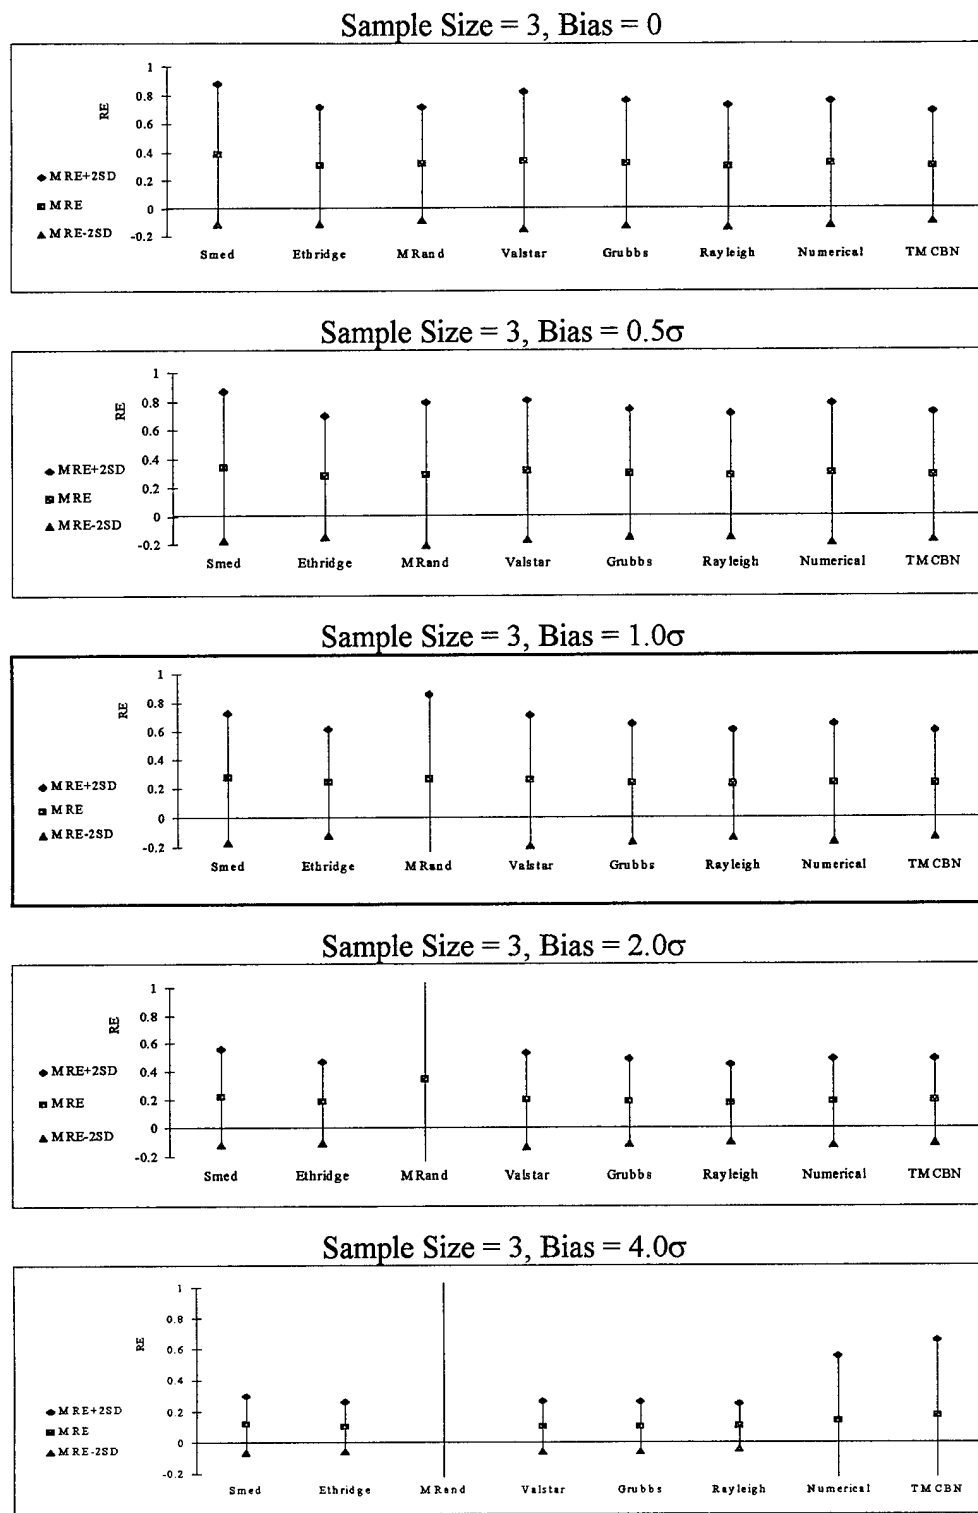 Sample Size = 3, Bias = 0
1
0.8
0.6
0.4
0.2
0
-0.2
RE
MRE+2SD
MRE
MRE-2SD
Smed Ethridge MRand Valstar Grubbs Rayleigh Numerical TMCBN
Sample Size = 3, Bias = 0.5σ
1
0.8
0.6
0.4
0.2
0
-0.2
RE
MRE+2SD
MRE
MRE-2SD
Smed Ethridge MRand Valstar Grubbs Rayleigh Numerical TMCBN
Sample Size = 3, Bias = 1.0σ
1
0.8
0.6
0.4
0.2
0
-0.2
RE
MRE+2SD
MRE
MRE-2SD
Smed Ethridge MRand Valstar Grubbs Rayleigh Numerical TMCBN
Sample Size = 3, Bias = 2.0σ
1
0.8
0.6
0.4
0.2
0
-0.2
RE
MRE+2SD
MRE
MRE-2SD
Smed Ethridge MRand Valstar Grubbs Rayleigh Numerical TMCBN
Sample Size = 3, Bias = 4.0σ
1
0.8
0.6
0.4
0.2
0
-0.2
RE
MRE+2SD
MRE
MRE-2SD
Smed Ethridge MRand Valstar Grubbs Rayleigh Numerical TMCBN